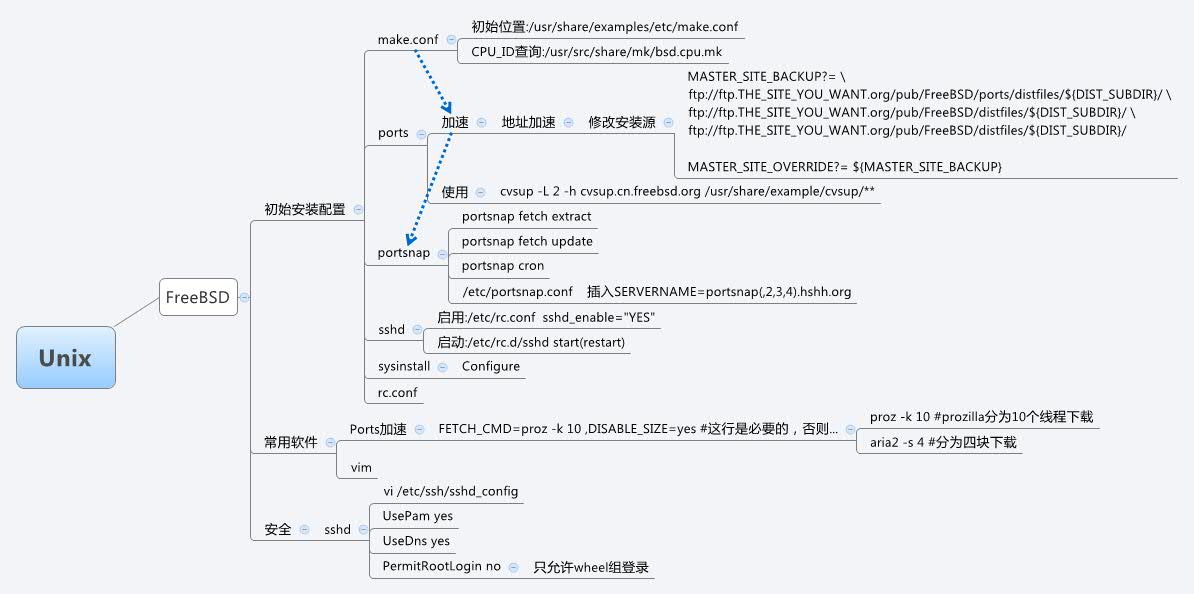 Unix
FreeBSD
初始安装配置
make.conf
初始位置:/usr/share/examples/etc/make.conf
CPU_ID查询:/usr/src/share/mk/bsd.cpu.mk
ports
加速
地址加速
修改安装源
MASTER_SITE_BACKUP?= \
ftp://ftp.THE_SITE_YOU_WANT.org/pub/FreeBSD/ports/distfiles/${DIST_SUBDIR}/ \
ftp://ftp.THE_SITE_YOU_WANT.org/pub/FreeBSD/distfiles/${DIST_SUBDIR}/ \
ftp://ftp.THE_SITE_YOU_WANT.org/pub/FreeBSD/distfiles/${DIST_SUBDIR}/
MASTER_SITE_OVERRIDE?= ${MASTER_SITE_BACKUP}
使用
cvsup -L 2 -h cvsup.cn.freebsd.org /usr/share/example/cvsup/**
portsnap
portsnap fetch extract
portsnap fetch update
portsnap cron
/etc/portsnap.conf 插入SERVERNAME=portsnap(,2,3,4).hshh.org
sshd
启用:/etc/rc.conf sshd_enable="YES"
启动:/etc/rc.d/sshd start(restart)
sysinstall
Configure
rc.conf
常用软件
Ports加速
FETCH_CMD=proz -k 10 ,DISABLE_SIZE=yes #这行是必要的，否则...
proz -k 10 #prozilla分为10个线程下载
aria2 -s 4 #分为四块下载
vim
安全
sshd
vi /etc/ssh/sshd_config
UsePam yes
UseDns yes
PermitRootLogin no
只允许wheel组登录